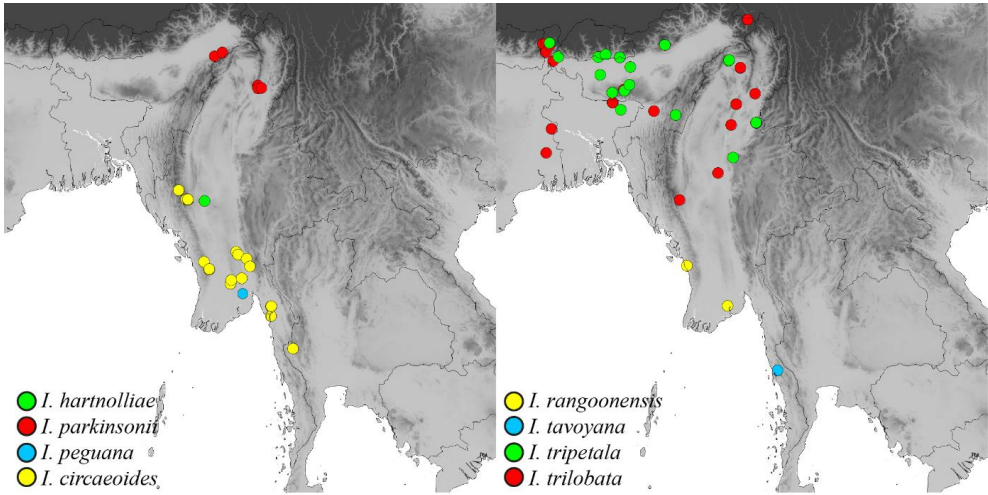 I. hartnolliae
I. parkinsonii
I. peguana
I. circaeoides
I. rangoonensis
I. tavoyana
I. tripetala
I. trilobata